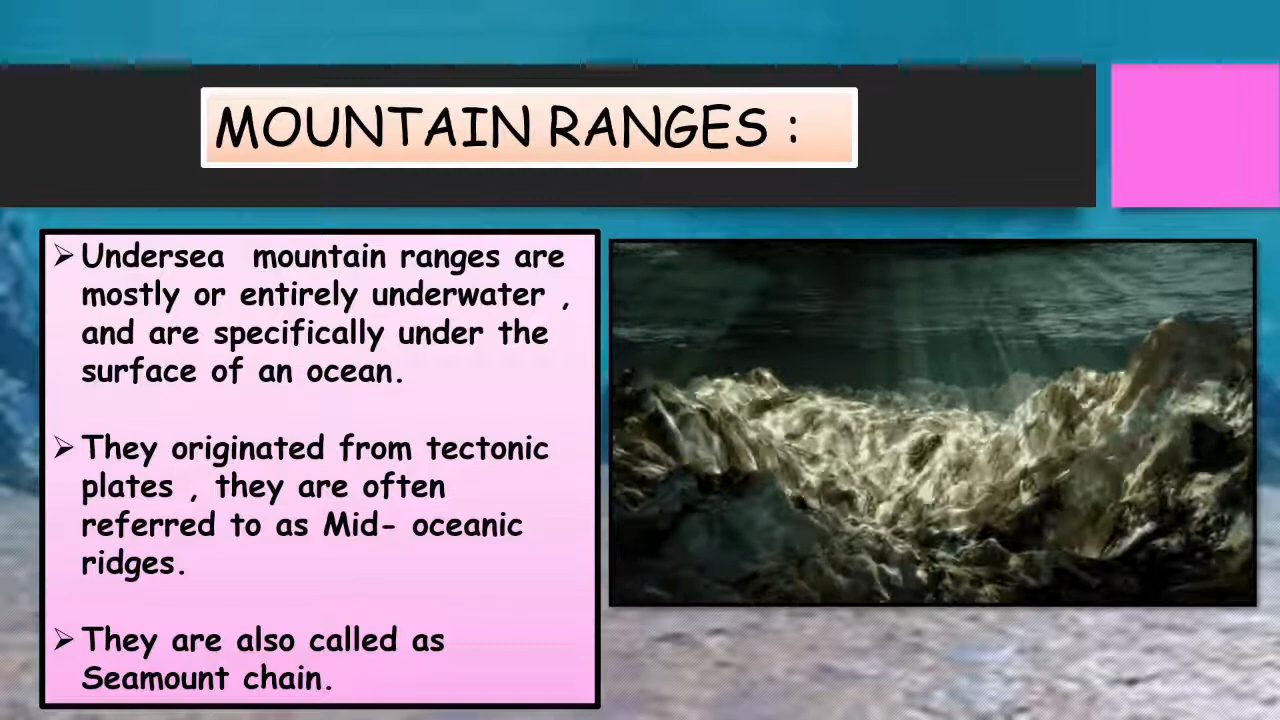 MOUNTAIN RANGES :
➢ Undersea  mountain ranges are
mostly or entirely underwater ,
and are specifically under the
surface of an ocean.
➢ They originated from tectonic
plates , they are often
referred to as Mid- oceanic
ridges.
➢ They are also called as
Seamount chain.